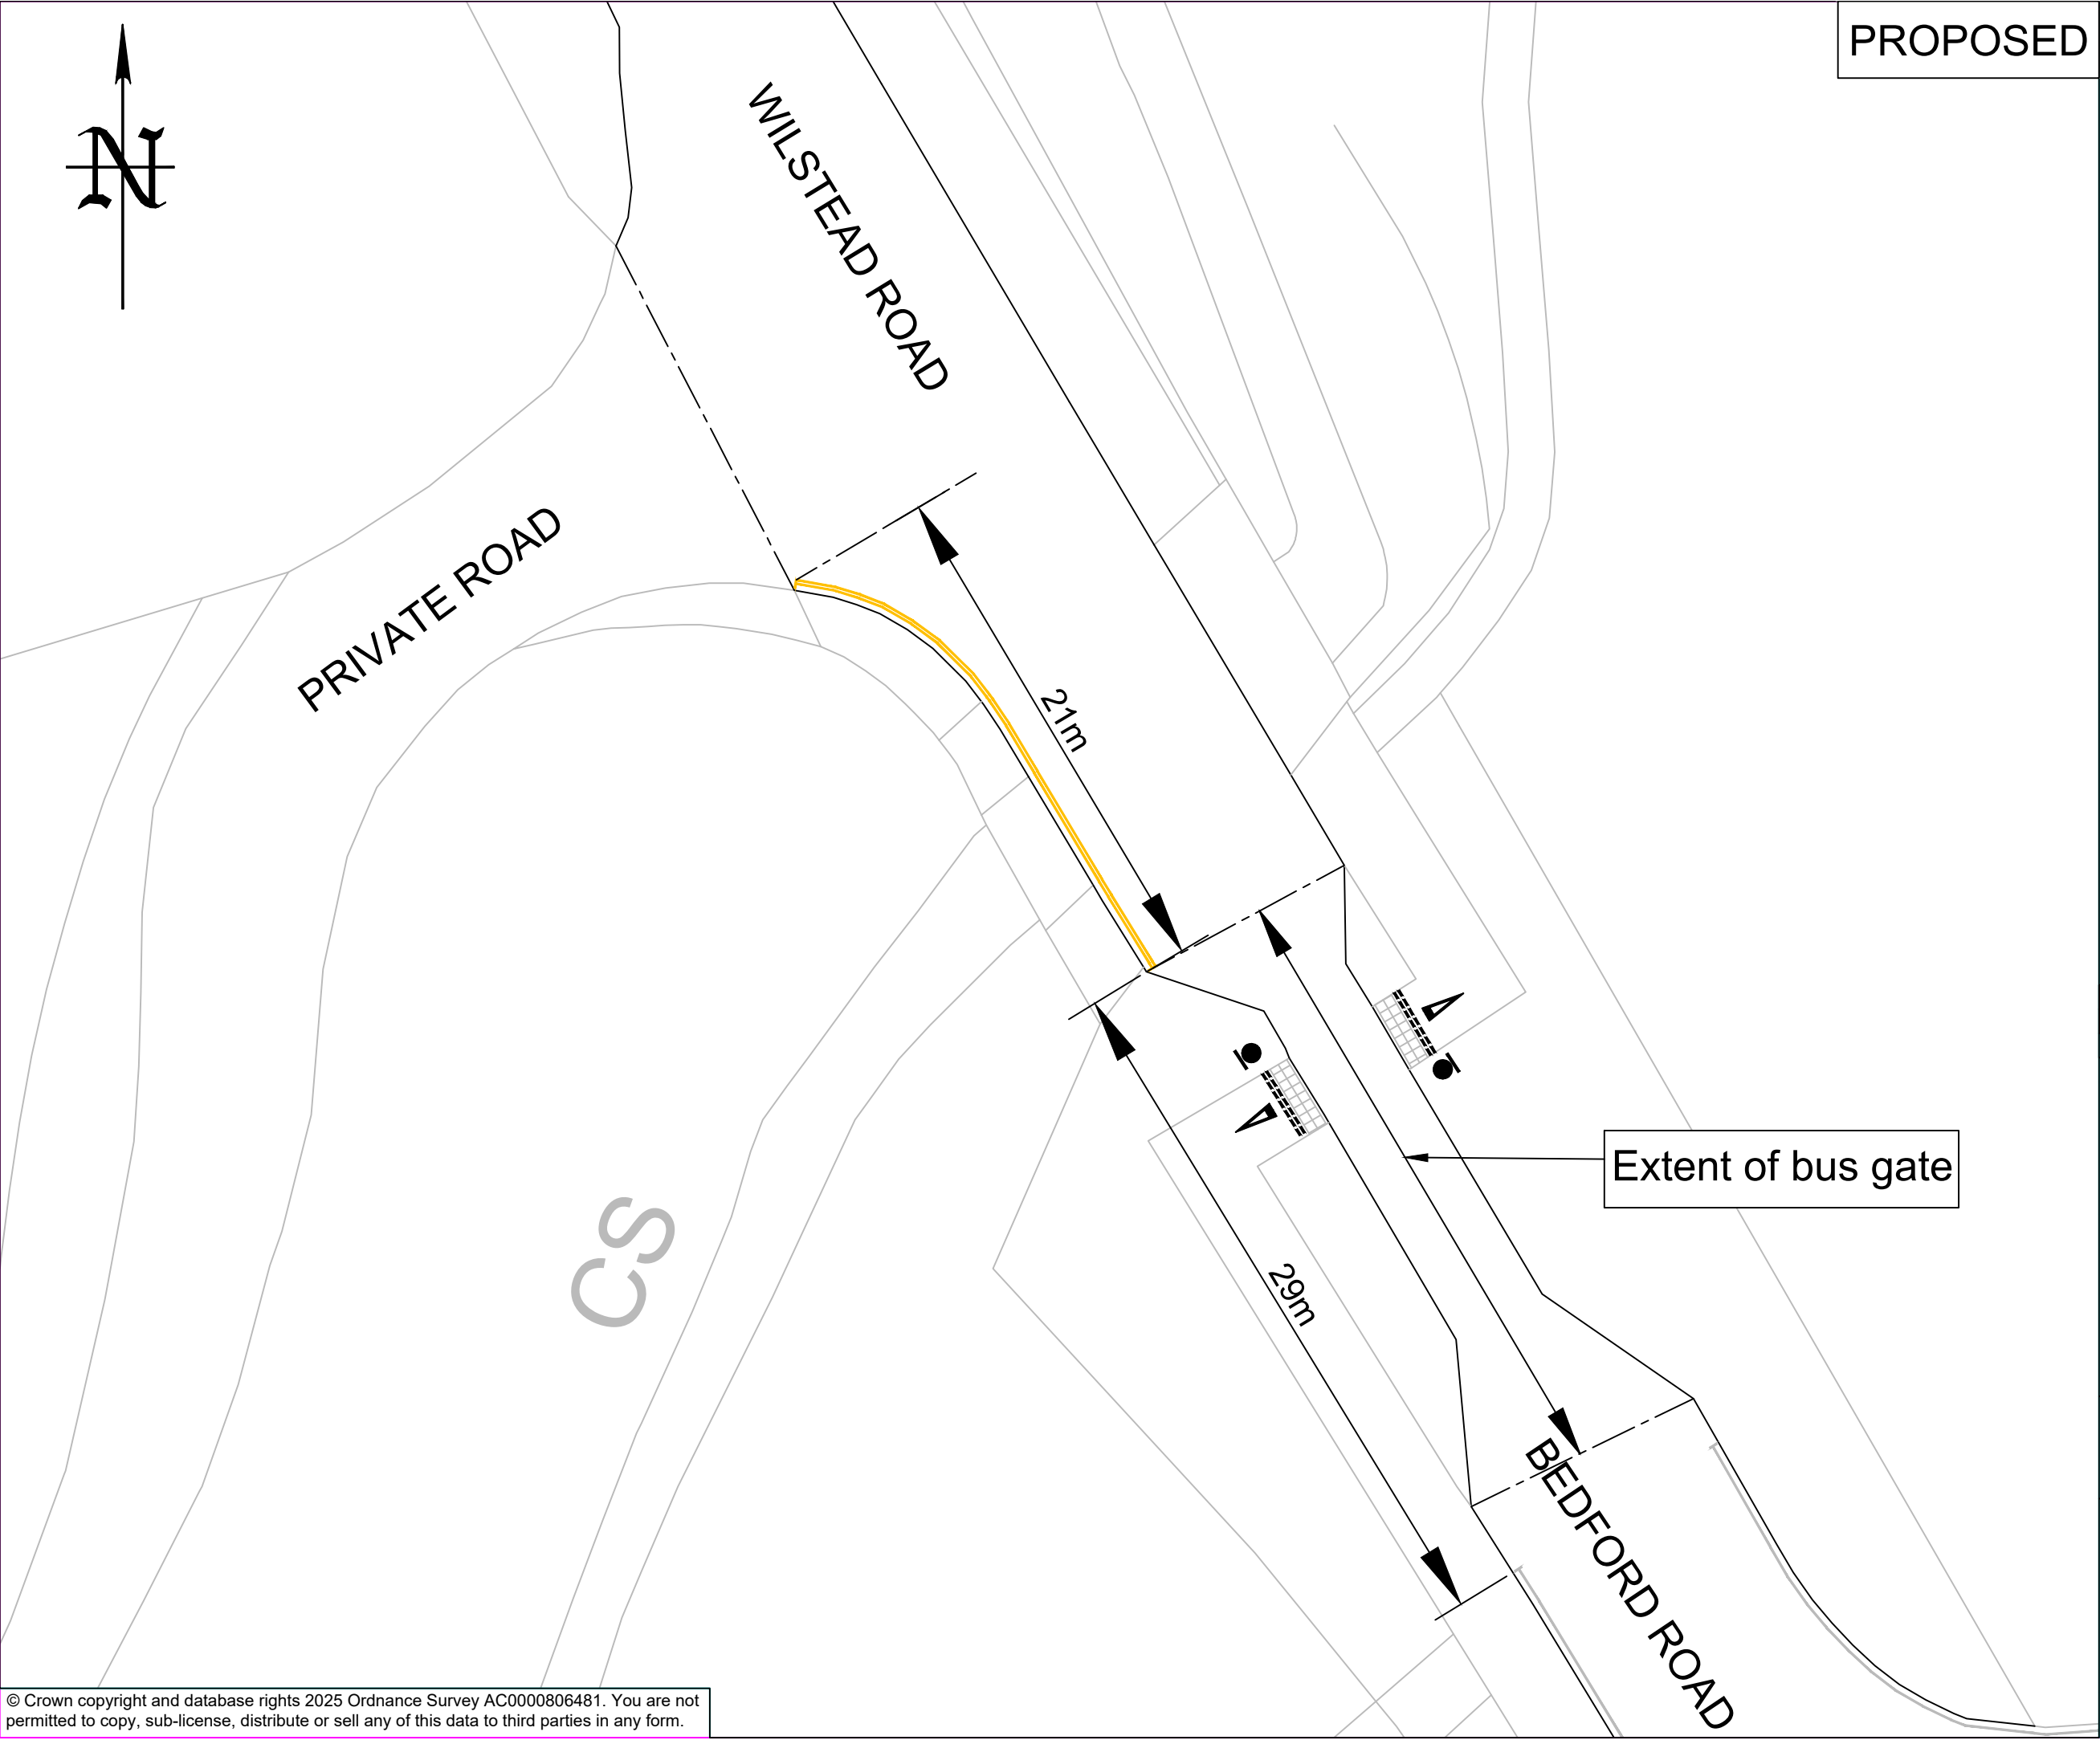 PROPOSED
N
WILSTEAD ROAD
PRIVATE ROAD
21m
Extent of bus gate
CS
29m
BEDFORD ROAD
© Crown copyright and database rights 2025 Ordnance Survey AC0000806481. You are not
permitted to copy, sub-license, distribute or sell any of this data to third parties in any form.